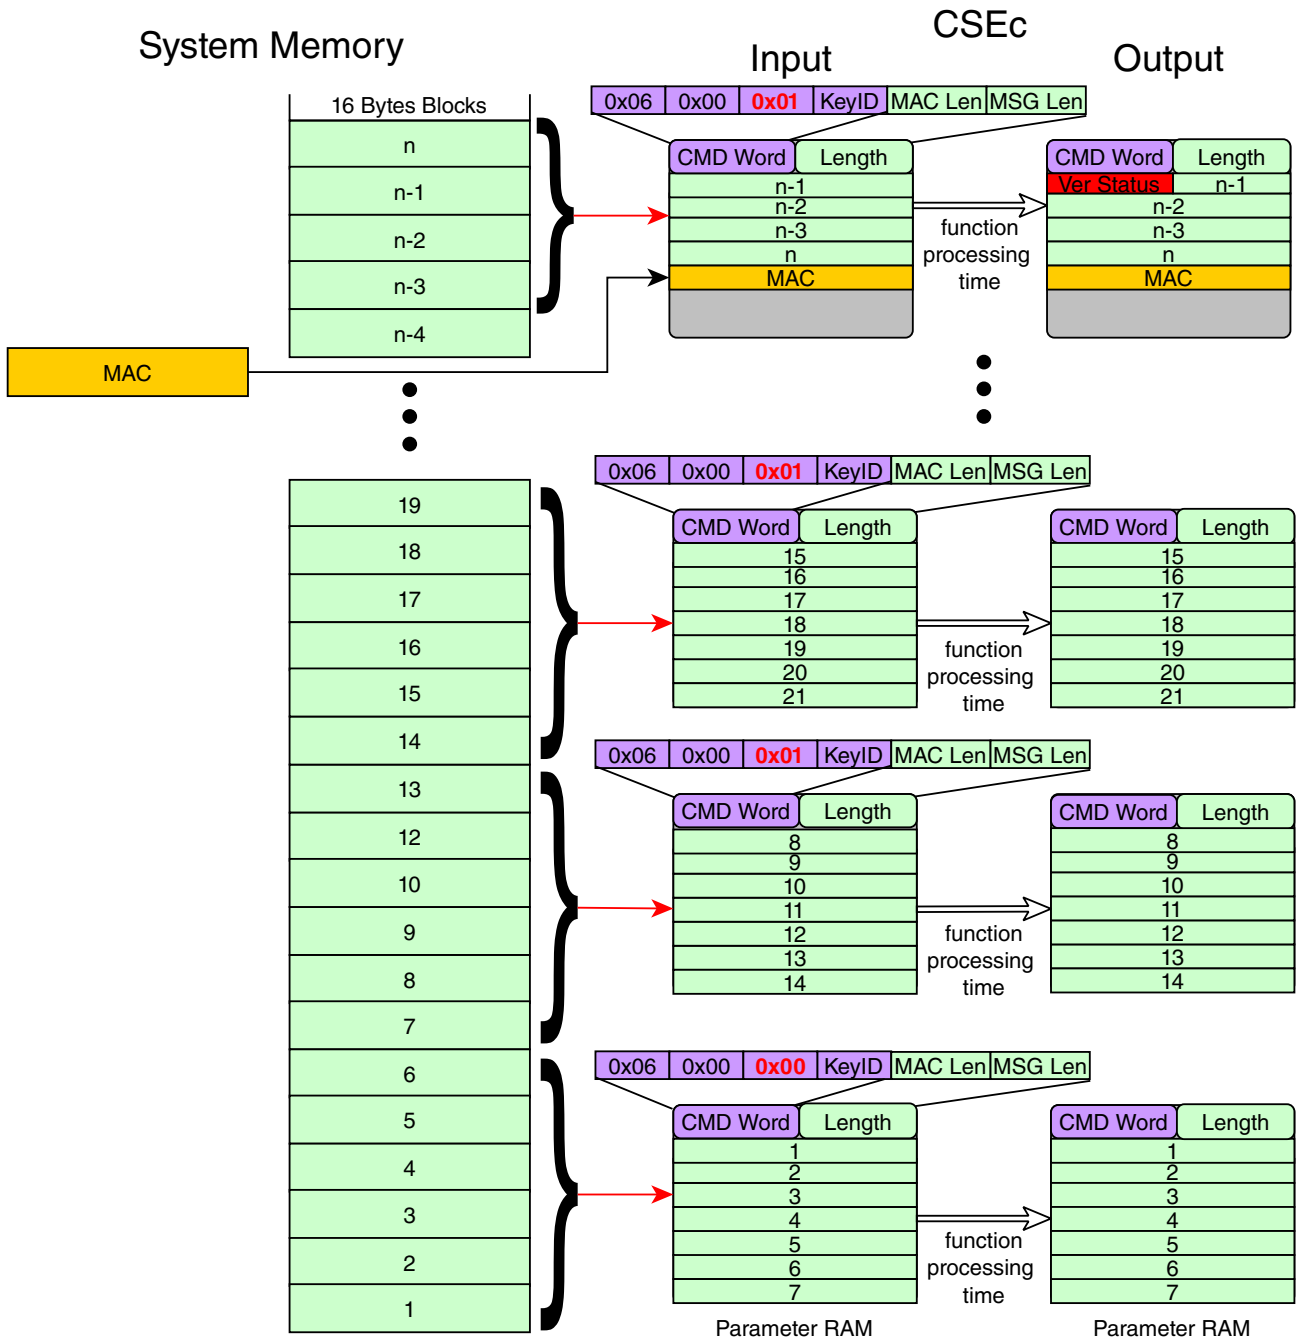 System Memory
CSEc
Input
Output
16 Bytes Blocks
n
n-1
n-2
n-3
n-4
MAC
0x06 0x00 0x01 KeyID MAC Len MSG Len
CMD Word Length
n-1
n-2
n-3
n
MAC
function
processing
time
CMD Word Length
Ver Status n-1
n-2
n-3
n
MAC
19
18
17
16
15
14
13
12
10
9
8
7
6
5
4
3
2
1
0x06 0x00 0x01 KeyID MAC Len MSG Len
CMD Word Length
15
16
17
18
19
20
21
function
processing
time
CMD Word Length
15
16
17
18
19
20
21
0x06 0x00 0x01 KeyID MAC Len MSG Len
CMD Word Length
8
9
10
11
12
13
14
function
processing
time
CMD Word Length
8
9
10
11
12
13
14
0x06 0x00 0x00 KeyID MAC Len MSG Len
CMD Word Length
1
2
3
4
5
6
7
function
processing
time
CMD Word Length
1
2
3
4
5
6
7
Parameter RAM
Parameter RAM